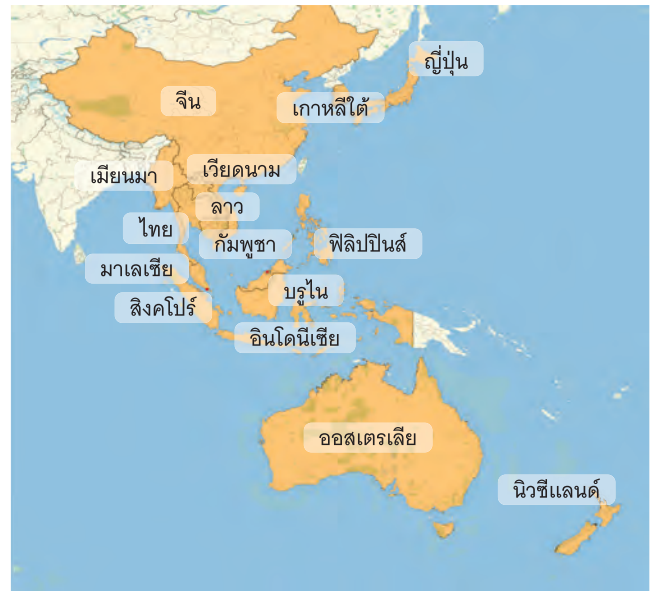 ญี่ปุ่น
จีน
เกาหลีใต้
เมียนมา
เวียดนาม
ลาว
ไทย
กัมพูชา
ฟิลิปปินส์
มาเลเซีย
บรูไน
สิงคโปร์
อินโดนีเซีย
ออสเตรเลีย
นิวซีแลนด์